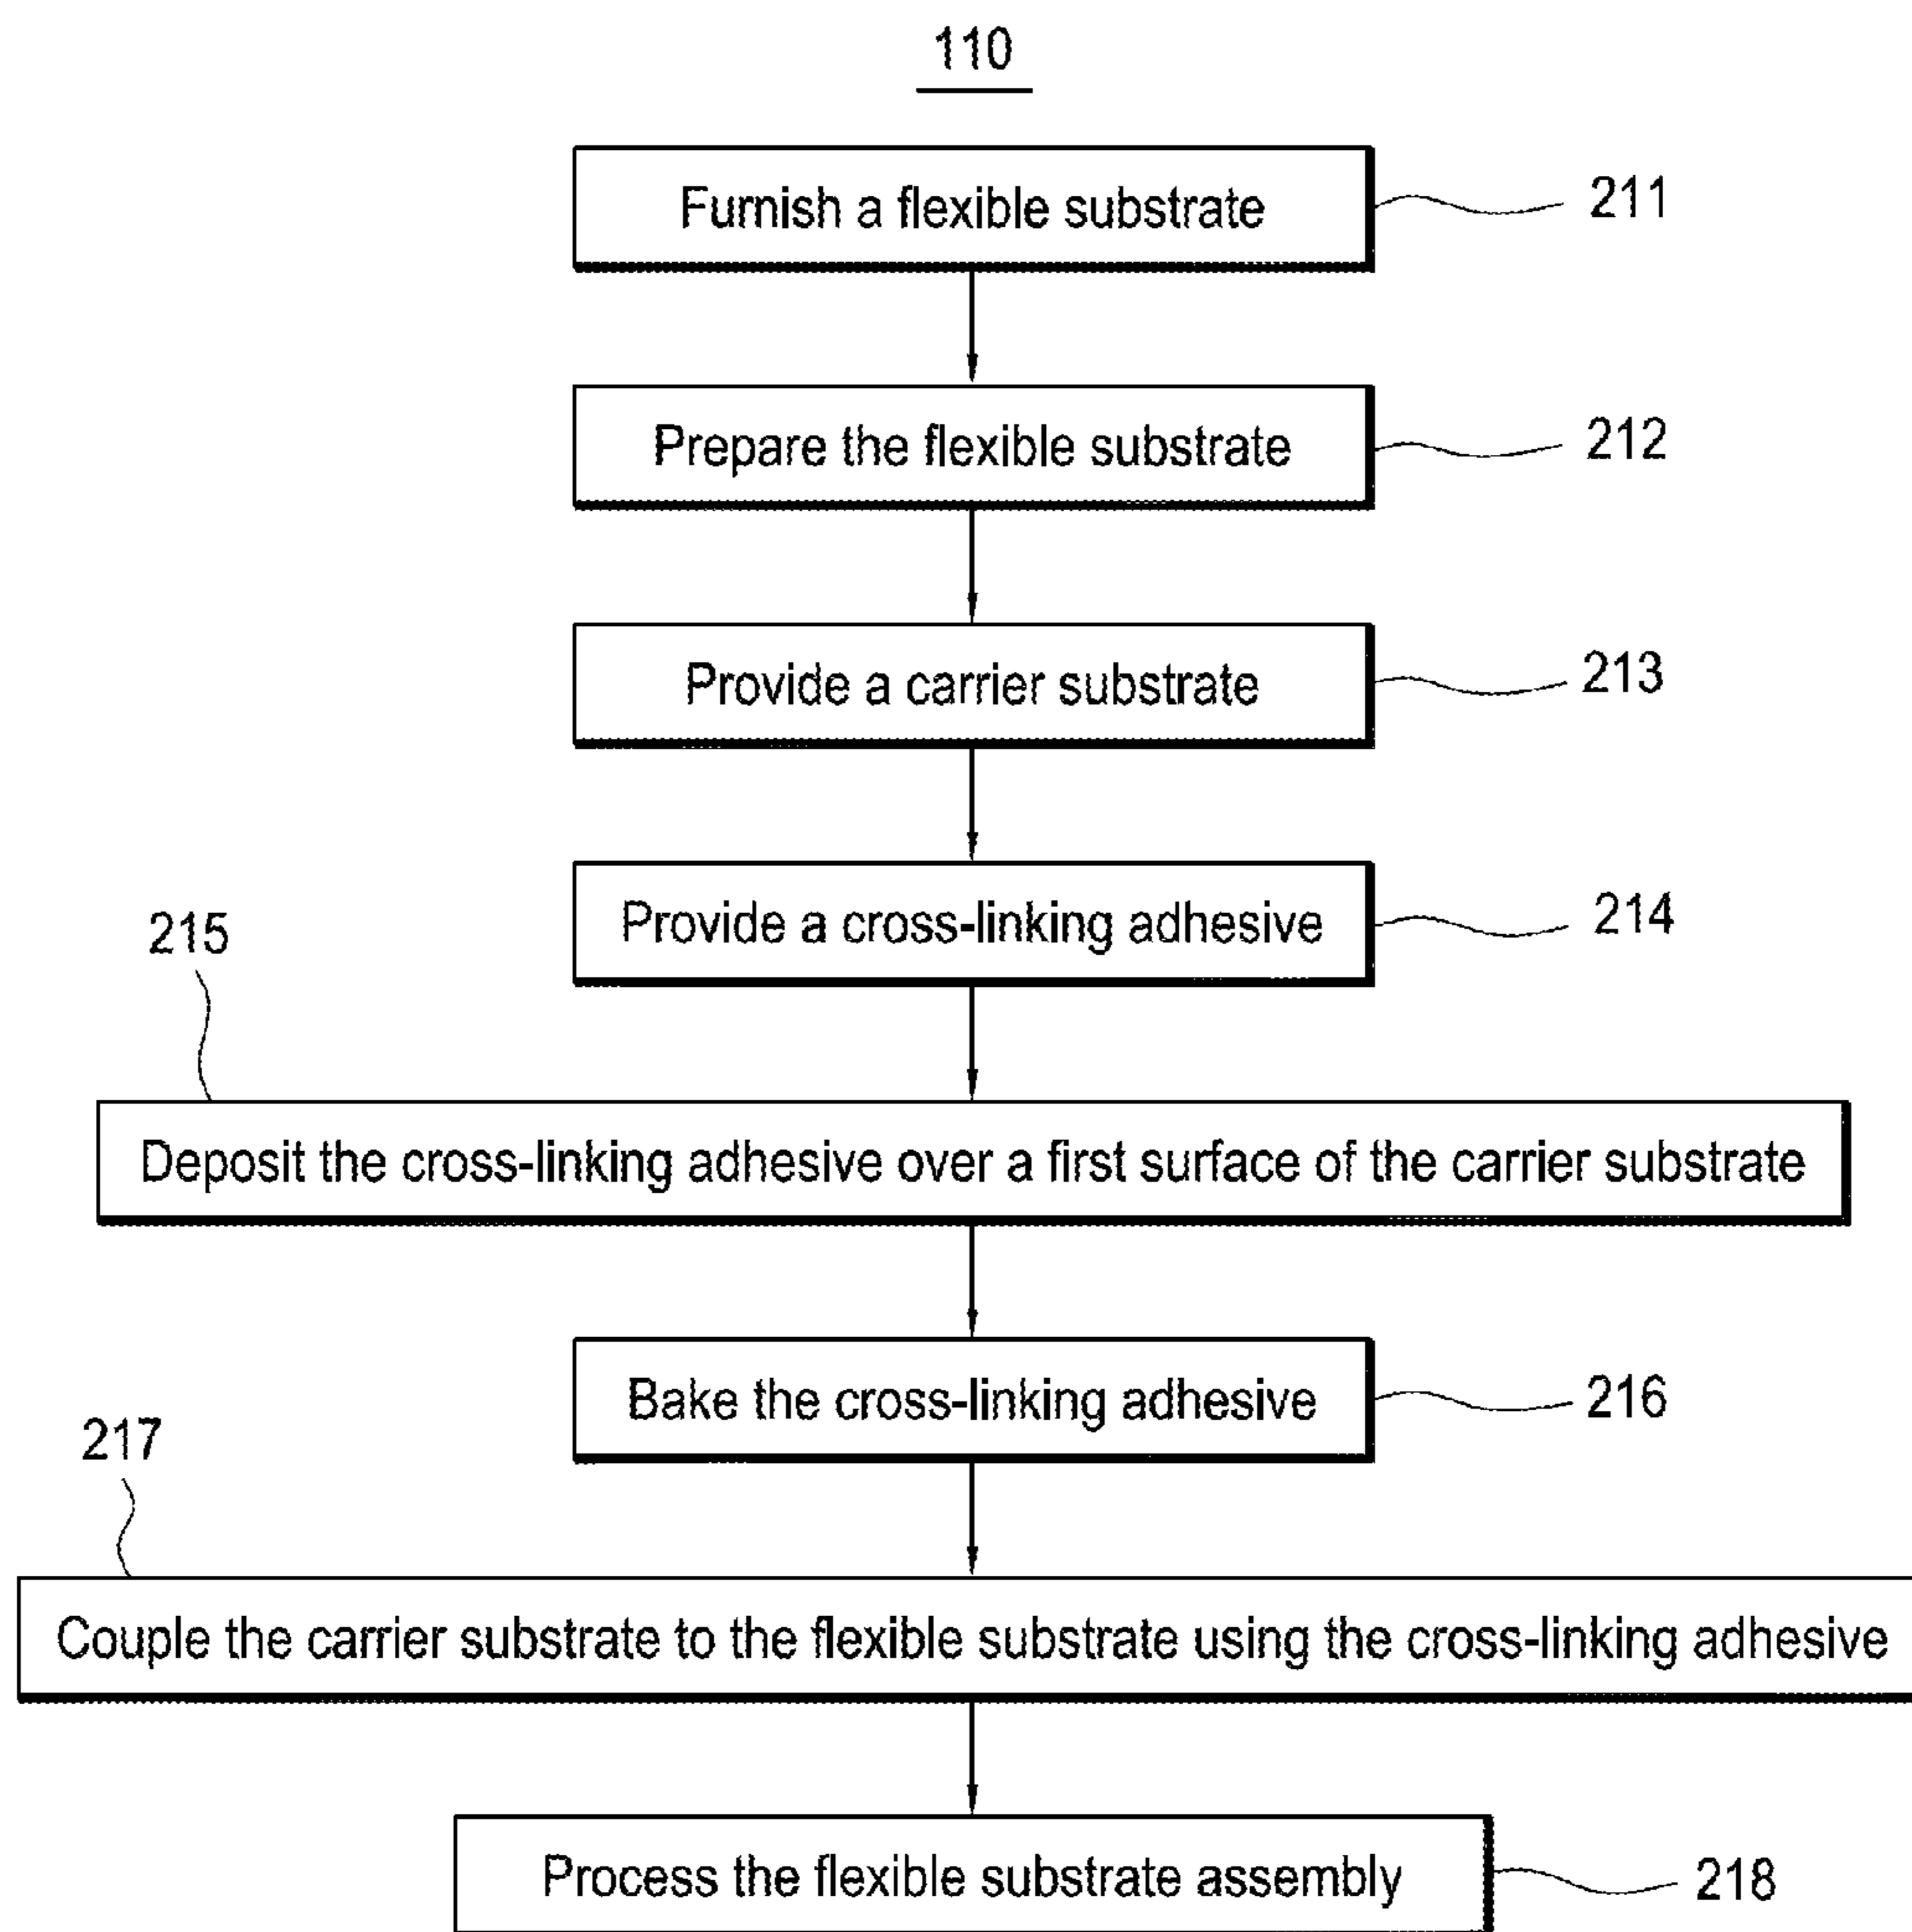 110
Furnish a flexible substrate
211
Prepare the flexible substrate
212
Provide a carrier substrate
213
Provide a cross-linking adhesive
214
215
Deposit the cross-linking adhesive over a first surface of the carrier substrate
Bake the cross-linking adhesive
216
217
Couple the carrier substrate to the flexible substrate using the cross-linking adhesive
Process the flexible substrate assembly
218